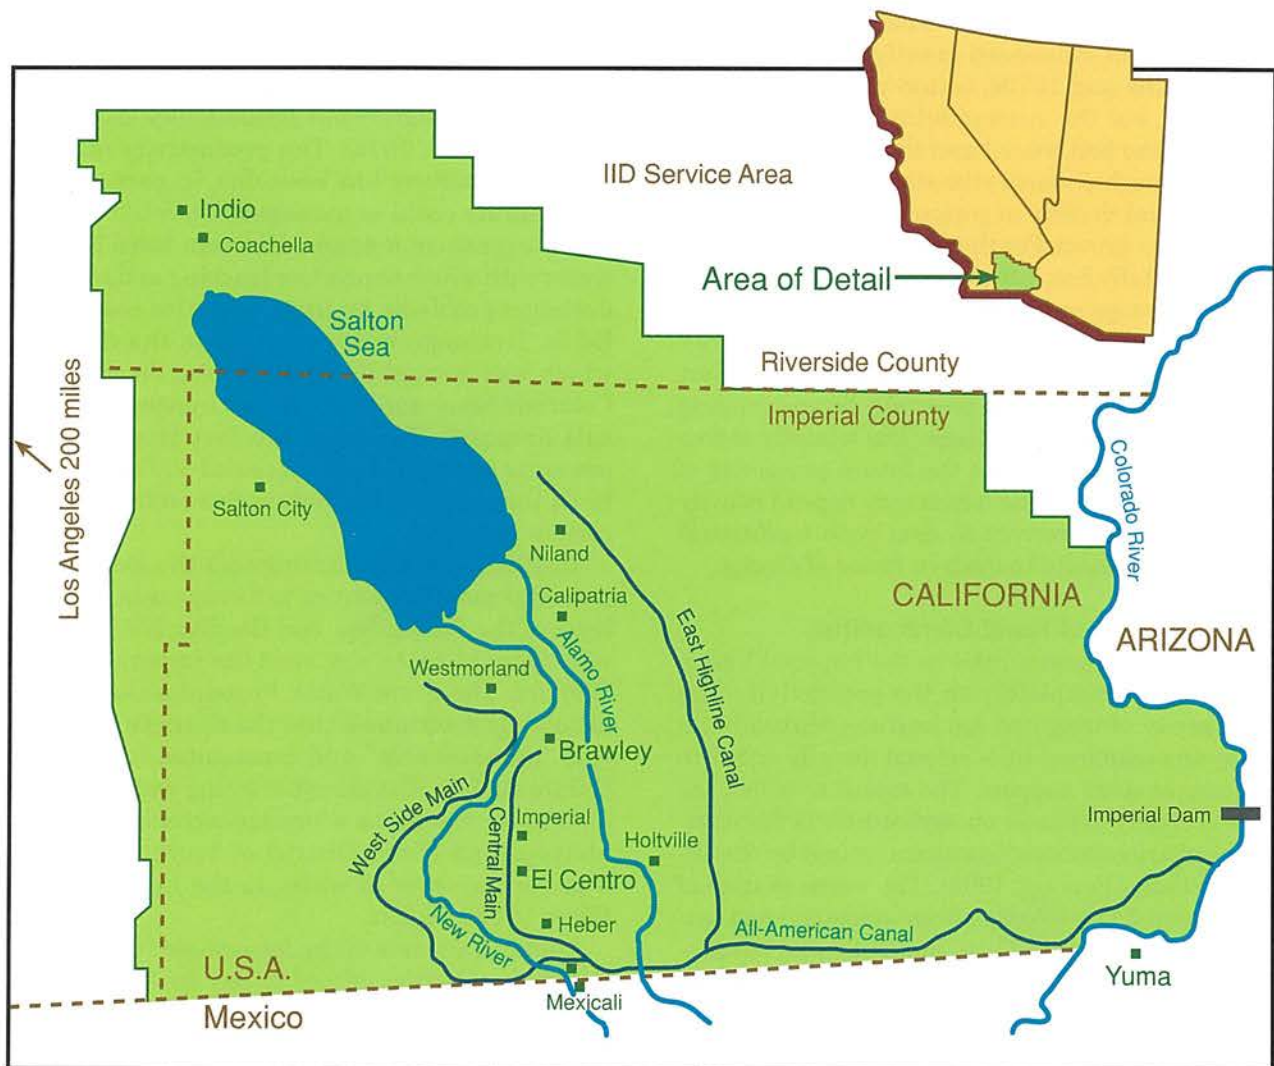 IID Service Area
Area of Detail
Indio
Coachella
Salton
Sea
Riverside County
Imperial County
Los Angeles 200 miles
Salton City
Niland
Calipatria
Colorado River
CALIFORNIA
ARIZONA
Alamo River
East Highline Canal
Westmorland
Brawley
West Side Main
Central Main
Imperial
Holtville
Imperial Dam
El Centro
Heber
New River
All-American Canal
U.S.A.
Mexico
Mexicali
Yuma